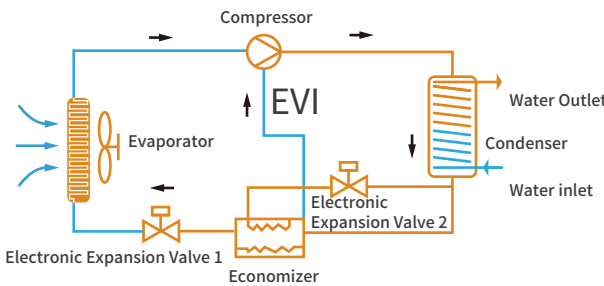 Compressor
EVI
Water Outlet
Evaporator
Condenser
Water inlet
Electronic
Expansion Valve 2
Electronic Expansion Valve 1
Economizer